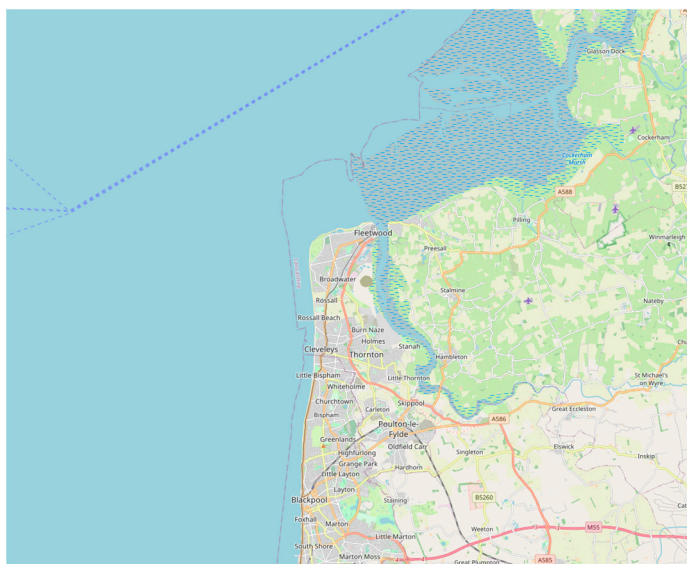 Glasson Dock
Cockerham
Cockerham
Marsh
A588
B527
Pilling
Fleetwood
Winmarleigh
Preesall
Broadwater
Stalmine
Nateby
Rossall
Rossall Beach
Burn Naze
Holmes
Stanah
Cleveleys
Thornton
Hambleton
Little Bispham
Little Thornton
St Michael's
on Wyre
Whiteholme
Churchtown
Carleton
Skippool
Great Eccleston
Bispham
A586
Poulton-le-
Fylde
Greenlands
Oldfield Carr
Elswick
Highfurlong
Singleton
Inskip
Grange Park
Hardhorn
Little Layton
Layton
Staining
B5260
Blackpool
Foxhall
Marton
Weeton
M55
Little Marton
South Shore
Marton Moss
Great Plumpton
A585